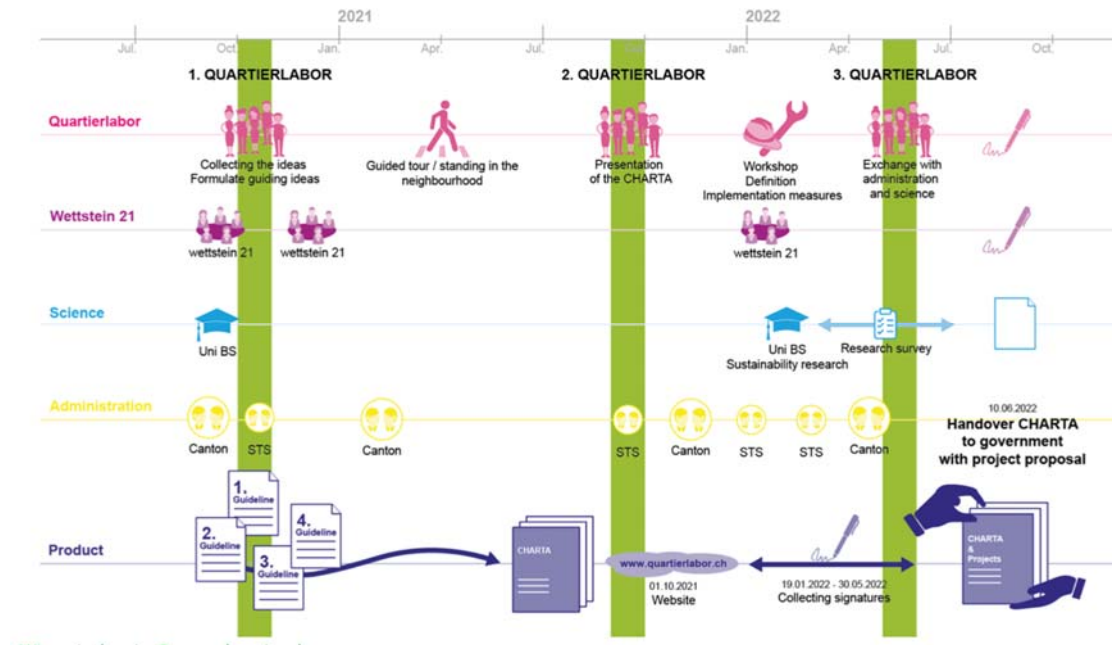 2021 2022
Jul. Oct. Jan. Apr. Jul. Jan. Apr. Jul. Oct.
1. QUARTIERLABOR 2. QUARTIERLABOR 3. QUARTIERLABOR
Quartierlabor
Collecting the ideas
Formulate guiding ideas
Guided tour / standing in the
neighbourhood
Presentation
of the CHARTA
Workshop
Definition
Implementation measures
Exchange with
administration
and science
Wettstein 21
wettstein 21 wettstein 21 wettstein 21
Science
Uni BS
Uni BS
Sustainability research
Research survey
Administration
Canton STS Canton STS Canton STS STS Canton
10.06.2022
Handover CHARTA
to government
with project proposal
Product
1.
Guideline
2.
Guideline
3.
Guideline
4.
Guideline
CHARTA
www.quartierlabor.ch
01.10.2021
Website
19.01.2022 - 30.05.2022
Collecting signatures
CHARTA
&
Projects